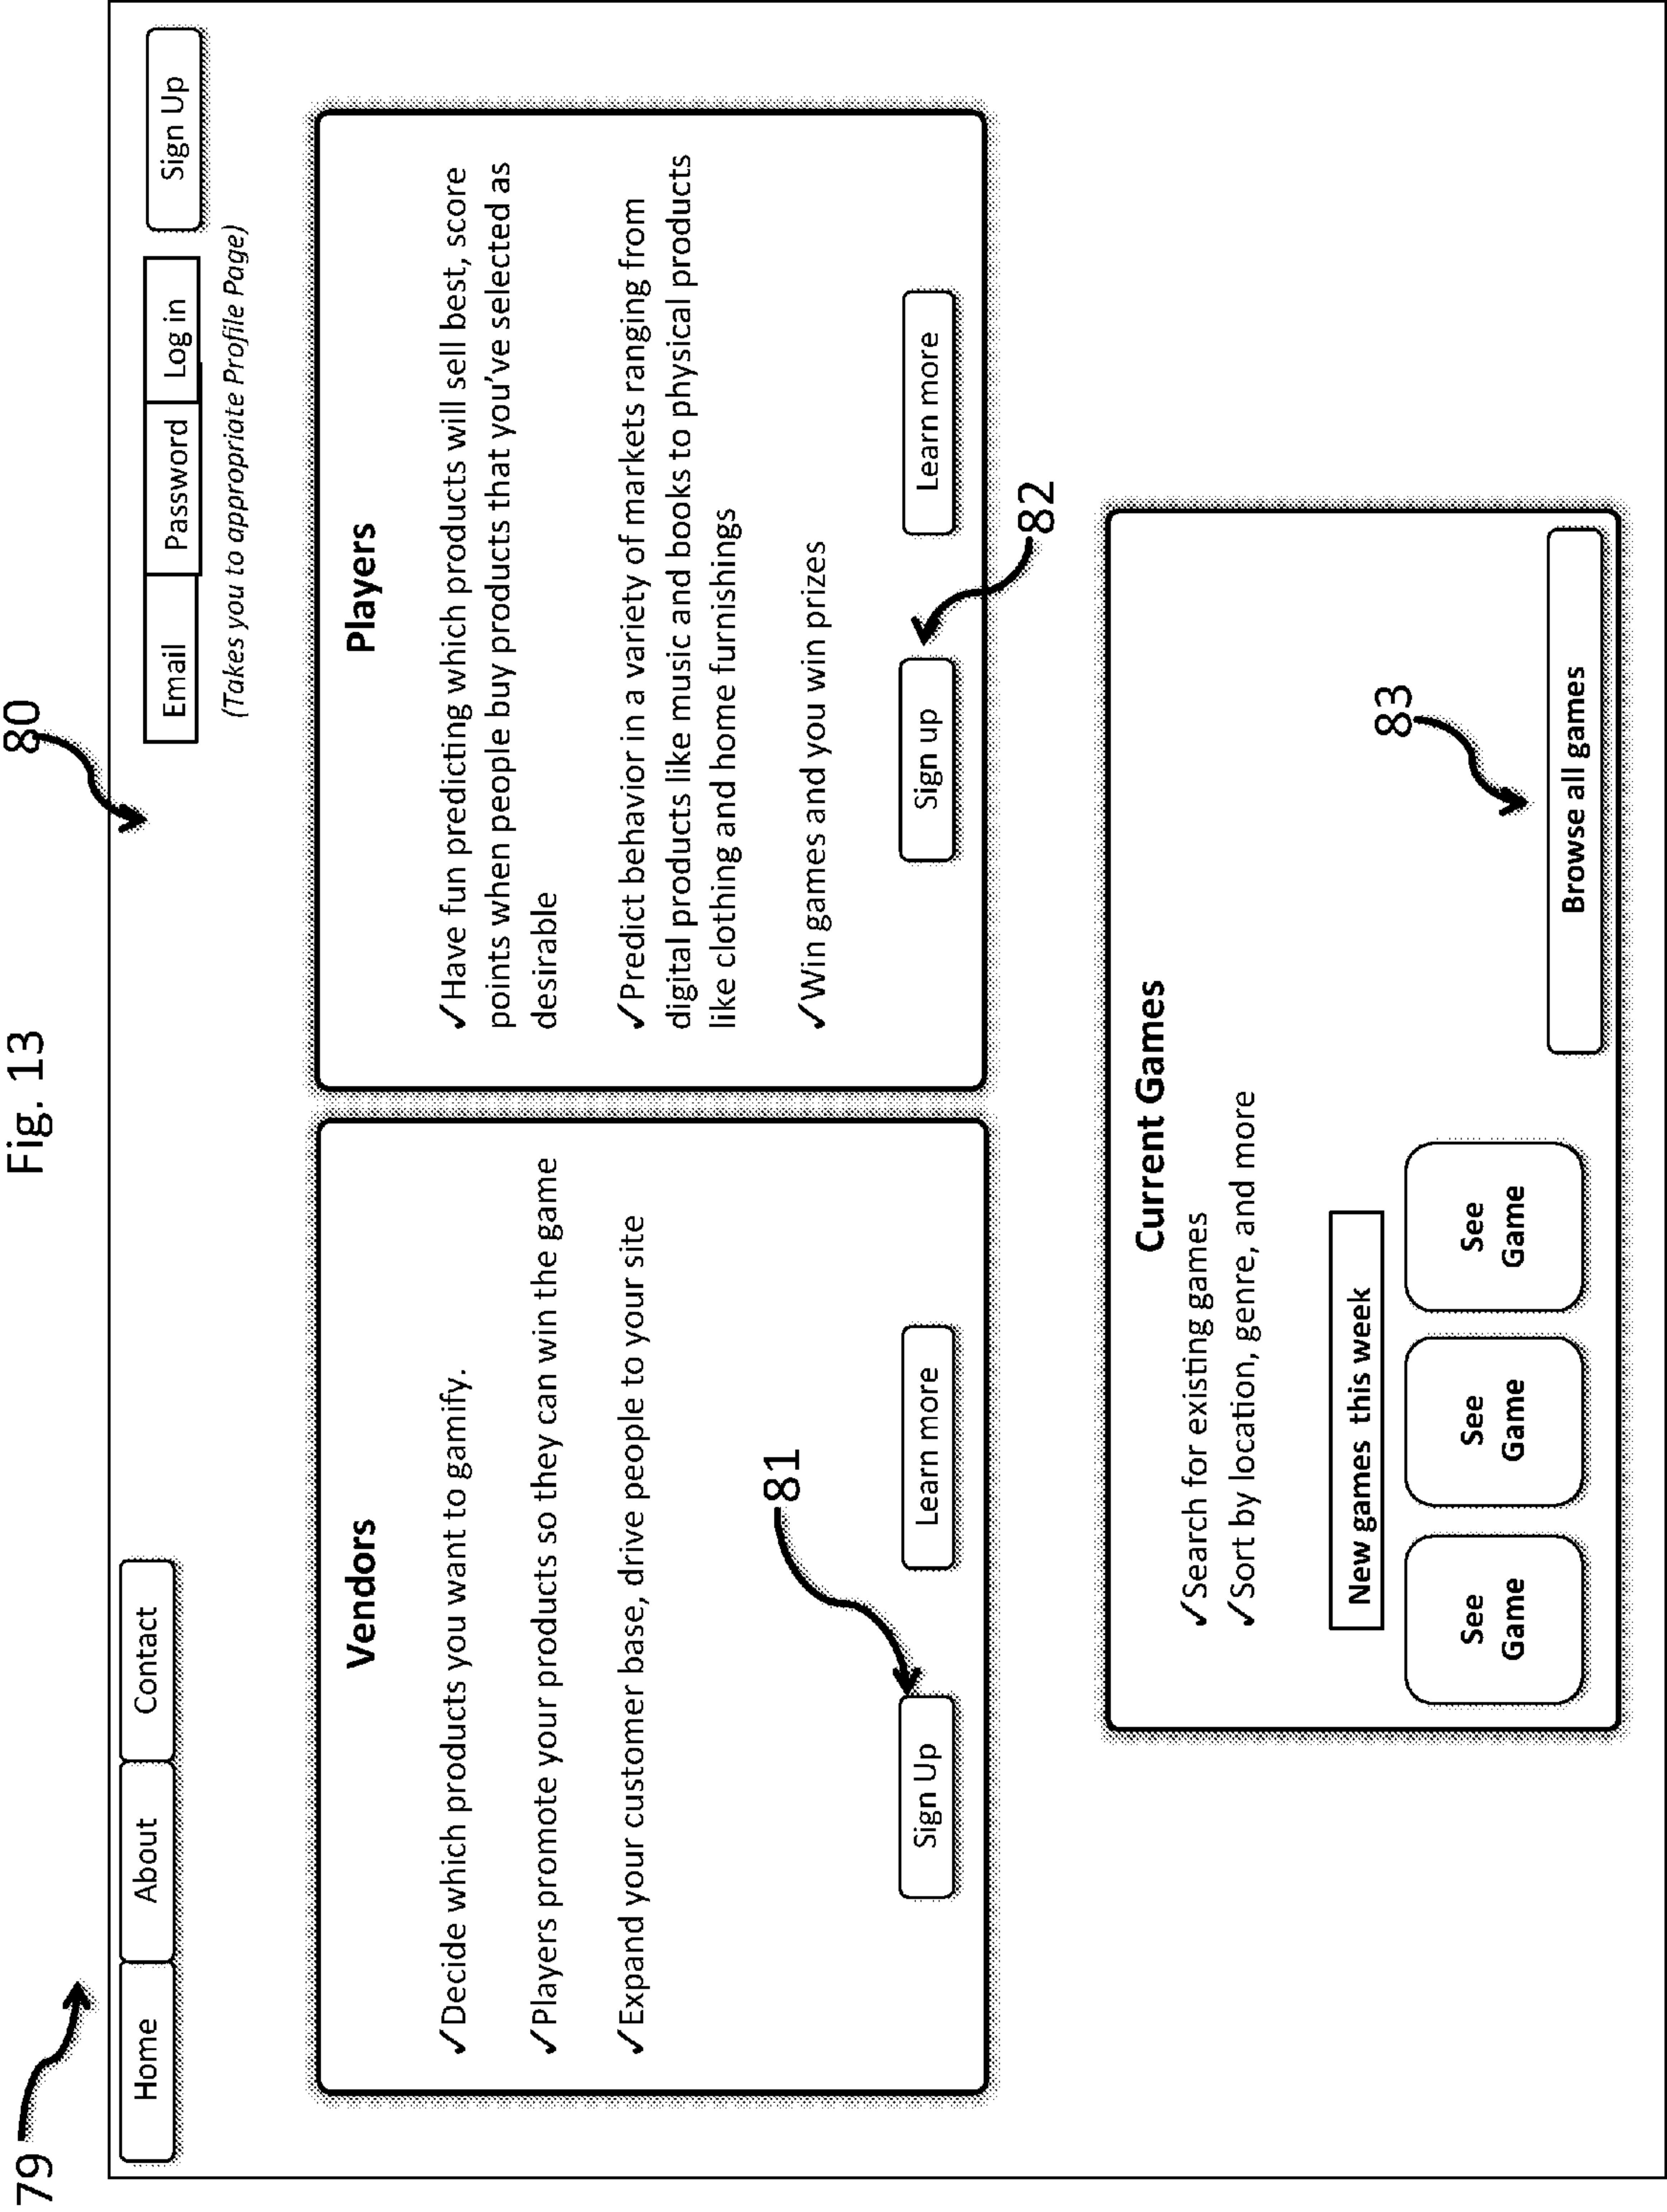 Fig. 13
79
80
Home
About
Contact
Email
Password
Log in
Sign Up
(Takes you to appropriate Profile Page)
Vendors
✓Decide which products you want to gamify.
✓Players promote your products so they can win the game
✓Expand your customer base, drive people to your site
81
Sign Up
Learn more
Players
✓Have fun predicting which products will sell best, score
points when people buy products that you've selected as
desirable
✓Predict behavior in a variety of markets ranging from
digital products like music and books to physical products
like clothing and home furnishings
✓Win games and you win prizes
Sign up
Learn more
82
Current Games
✓Search for existing games
✓Sort by location, genre, and more
New games this week
See
Game
See
Game
See
Game
83
Browse all games